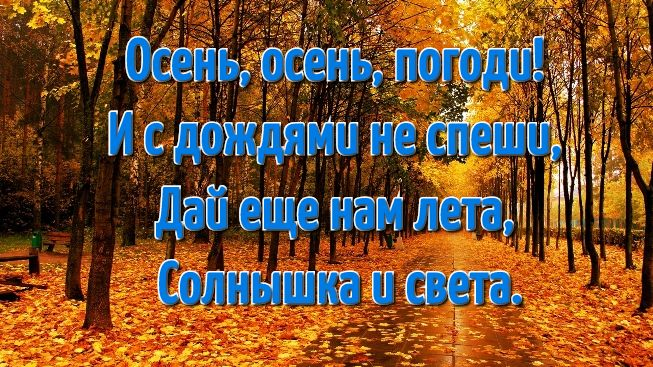 Осень, осень, погоди!
И с дождями не спеши,
Дай еще нам лета,
Солнышка и света.